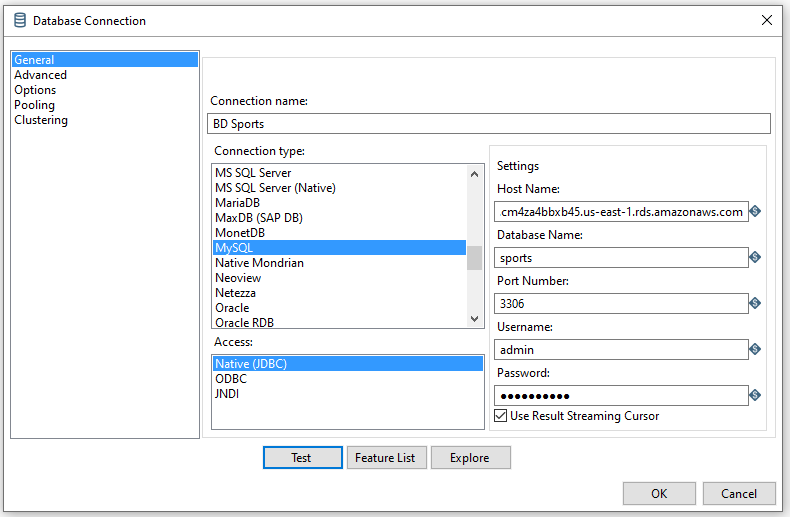 Database Connection
General
Advanced
Options
Pooling
Clustering
Connection name:
BD Sports
Connection type:
MS SQL Server
MS SQL Server (Native)
MariaDB
MaxDB (SAP DB)
MonetDB
MySQL
Native Mondrian
Neoview
Netezza
Oracle
Oracle RDB
Access:
Native (JDBC)
ODBC
JNDI
Settings
Host Name:
cm4za4bbxb45.us-east-1.rds.amazonaws.com
Database Name:
sports
Port Number:
3306
Username:
admin
Password:
●●●●●●●●●●
Use Result Streaming Cursor
Test
Feature List
Explore
OK
Cancel